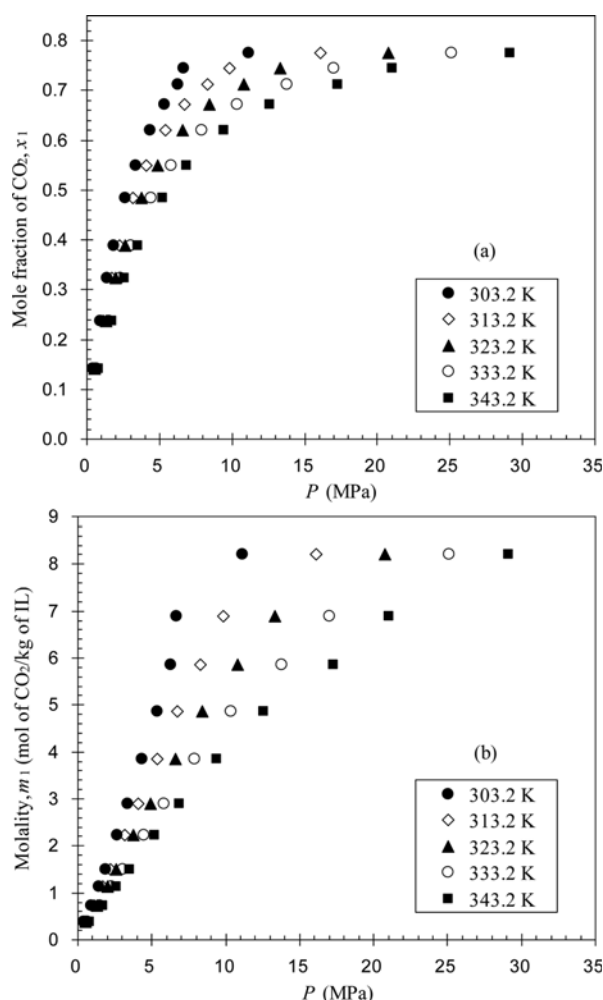 0.8
0.7
0.6
0.5
0.4
0.3
0.2
0.1
0.0
Mole fraction of CO2, x1
(a)
303.2 K
313.2 K
323.2 K
333.2 K
343.2 K
0 5 10 15 20 25 30 35
P (MPa)
9
8
7
6
5
4
3
2
1
0
Molality, m1 (mol of CO2/kg of IL)
(b)
303.2 K
313.2 K
323.2 K
333.2 K
343.2 K
0 5 10 15 20 25 30 35
P (MPa)